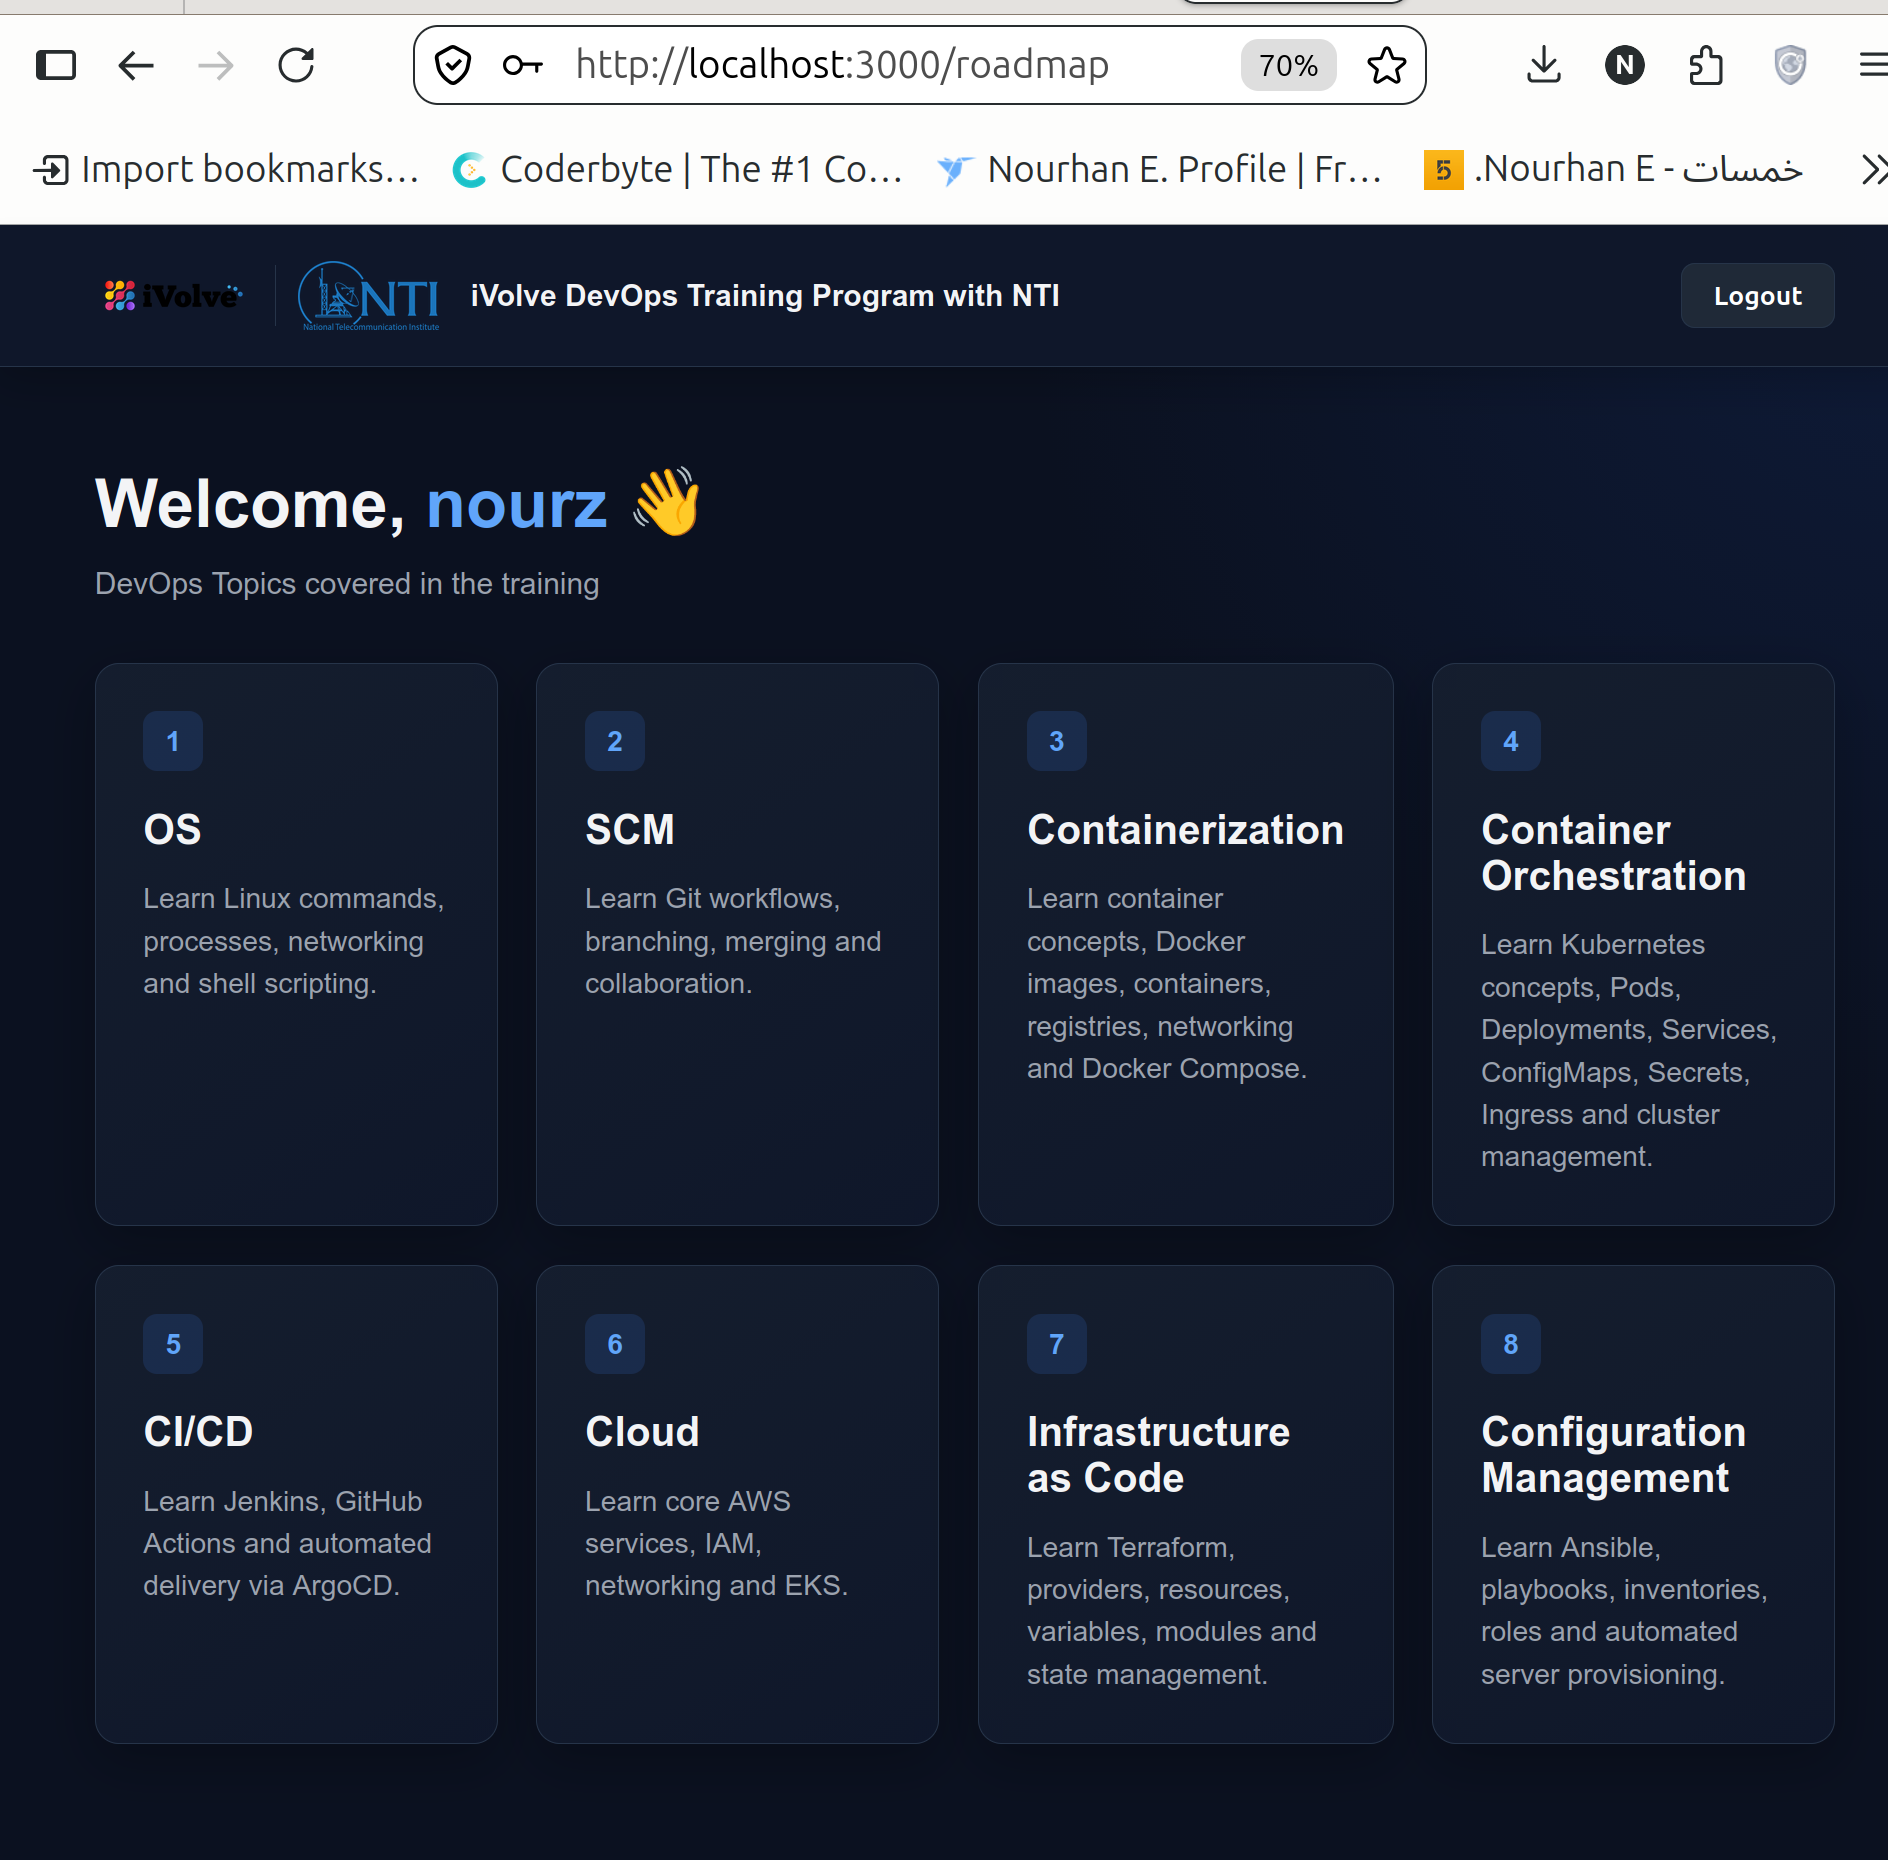 http://localhost:3000/roadmap
70%
N
Import bookmarks...
Coderbyte | The #1 Co...
Nourhan E. Profile | Fr...
5
.Nourhan E - خمسات
iVolve
NTI
National Telecommunication Institute
iVolve DevOps Training Program with NTI
Logout
Welcome, nourz 👋
DevOps Topics covered in the training
1
OS
Learn Linux commands,
processes, networking
and shell scripting.
2
SCM
Learn Git workflows,
branching, merging and
collaboration.
3
Containerization
Learn container
concepts, Docker
images, containers,
registries, networking
and Docker Compose.
4
Container
Orchestration
Learn Kubernetes
concepts, Pods,
Deployments, Services,
ConfigMaps, Secrets,
Ingress and cluster
management.
5
CI/CD
Learn Jenkins, GitHub
Actions and automated
delivery via ArgoCD.
6
Cloud
Learn core AWS
services, IAM,
networking and EKS.
7
Infrastructure
as Code
Learn Terraform,
providers, resources,
variables, modules and
state management.
8
Configuration
Management
Learn Ansible,
playbooks, inventories,
roles and automated
server provisioning.